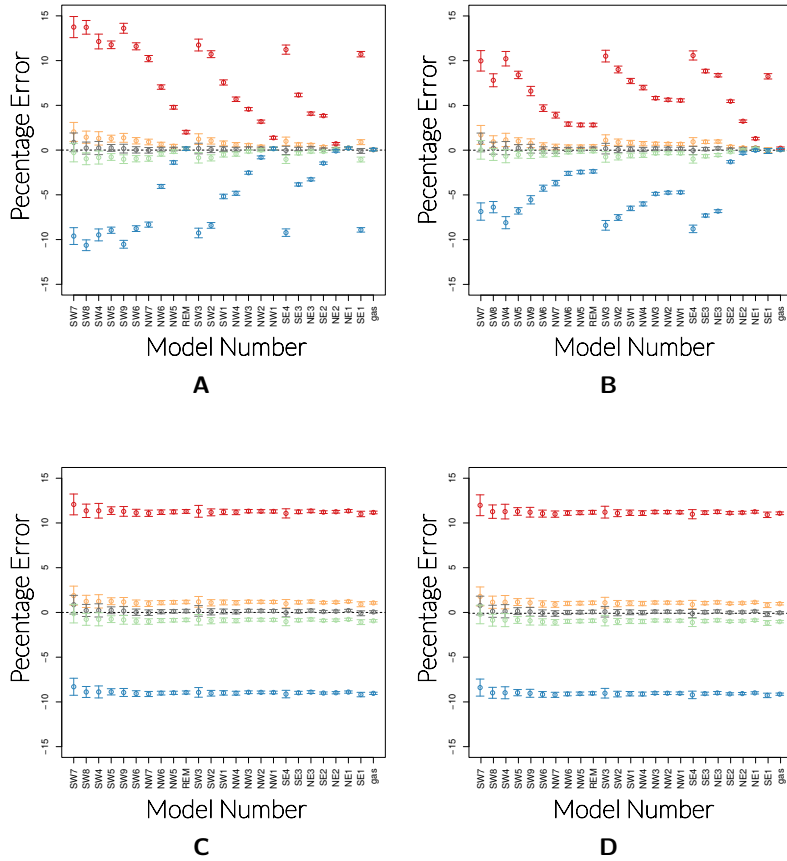 Pecentage Error
15
10
5
0
−5
−10
−15
SW7 SW8 SW4 SW5 SW9 SW6 NW7 NW6 NW5 REM SW3 SW2 SW1 NW4 NW3 NW2 NW1 SE4 SE3 NE3 SE2 NE2 NE1 SE1 gas
Model Number
A
Pecentage Error
15
10
5
0
−5
−10
−15
SW7 SW8 SW4 SW5 SW9 SW6 NW7 NW6 NW5 REM SW3 SW2 SW1 NW4 NW3 NW2 NW1 SE4 SE3 NE3 SE2 NE2 NE1 SE1 gas
Model Number
B
Pecentage Error
15
10
5
0
−5
−10
−15
SW7 SW8 SW4 SW5 SW9 SW6 NW7 NW6 NW5 REM SW3 SW2 SW1 NW4 NW3 NW2 NW1 SE4 SE3 NE3 SE2 NE2 NE1 SE1 gas
Model Number
C
Pecentage Error
15
10
5
0
−5
−10
−15
SW7 SW8 SW4 SW5 SW9 SW6 NW7 NW6 NW5 REM SW3 SW2 SW1 NW4 NW3 NW2 NW1 SE4 SE3 NE3 SE2 NE2 NE1 SE1 gas
Model Number
D